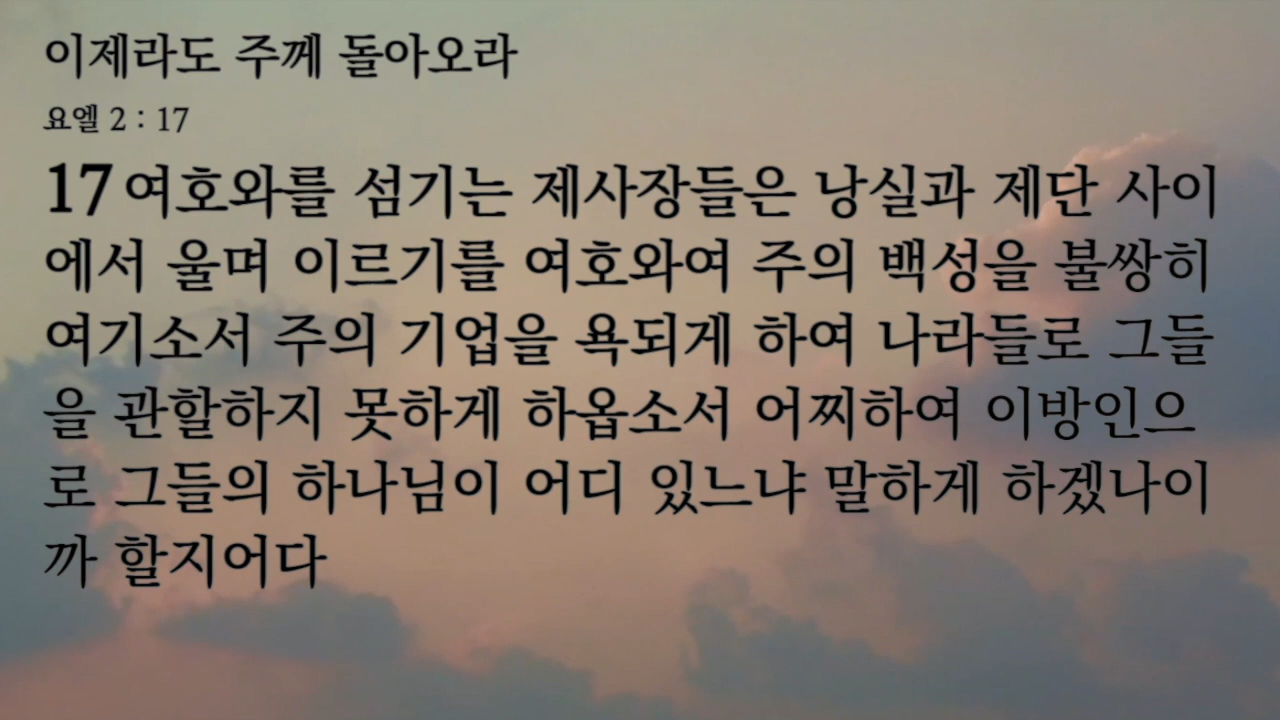 이제라도 주께 돌아오라
요엘 2 : 17
17 여호와를 섬기는 제사장들은 낭실과 제단 사이
에서 울며 이르기를 여호와여 주의 백성을 불쌍히
여기소서 주의 기업을 욕되게 하여 나라들로 그들
을 관할하지 못하게 하옵소서 어찌하여 이방인으
로 그들의 하나님이 어디 있느냐 말하게 하겠나이
까 할지어다